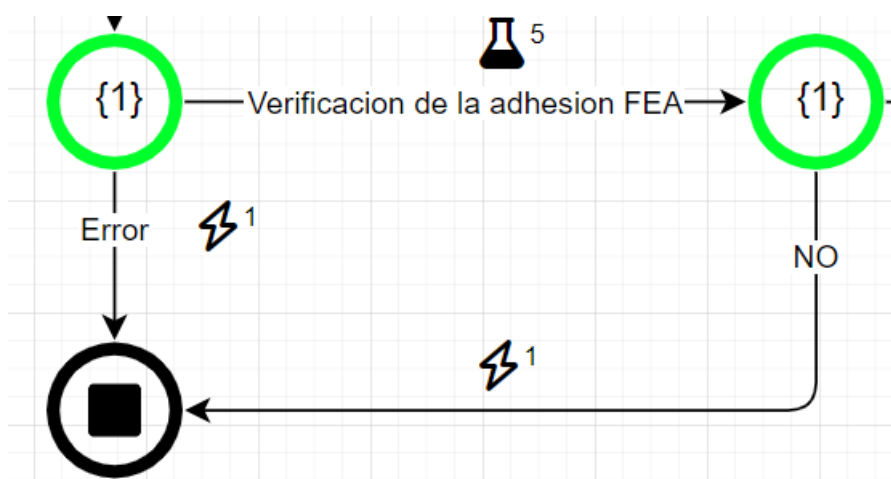 5
{1}
Verificacion de la adhesion FEA
{1}
Error
1
NO
1